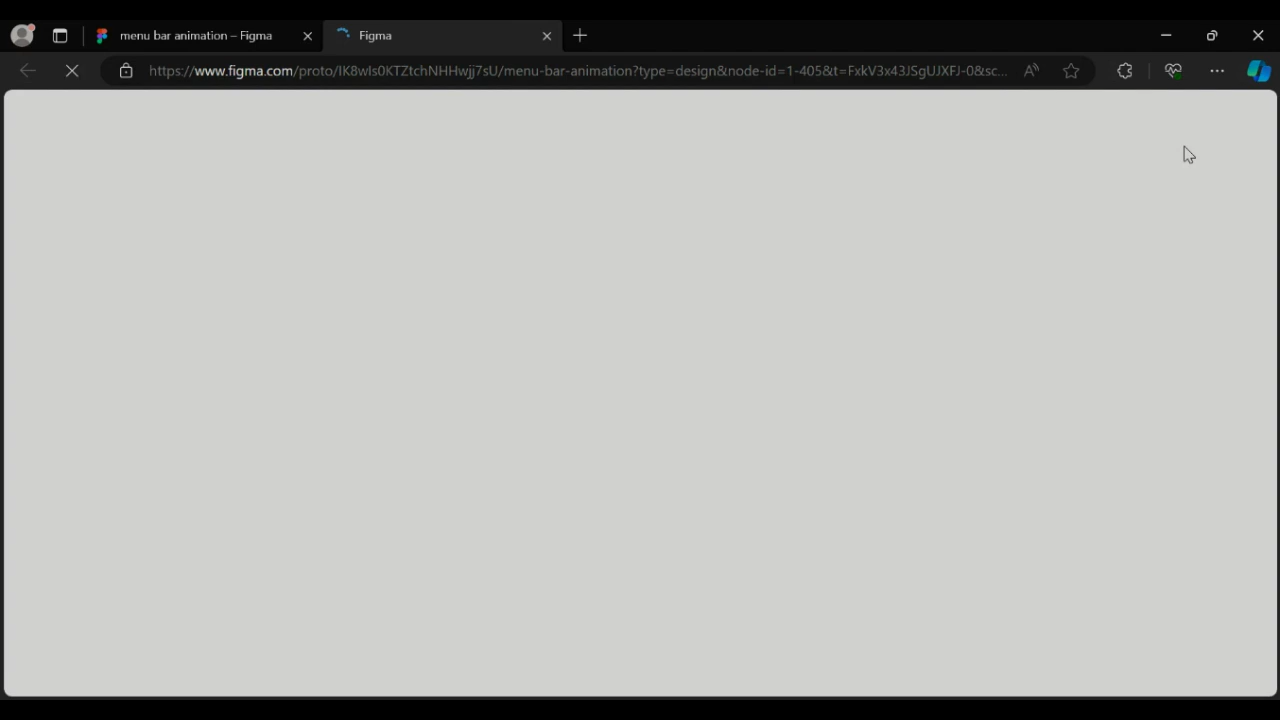 menu bar animation – Figma
Figma
https://www.figma.com/proto/IK8wIs0KTZtchNHHwjj7sU/menu-bar-animation?type=design&node-id=1-405&t=FxkV3x43JSgUJXFJ-0&sc...